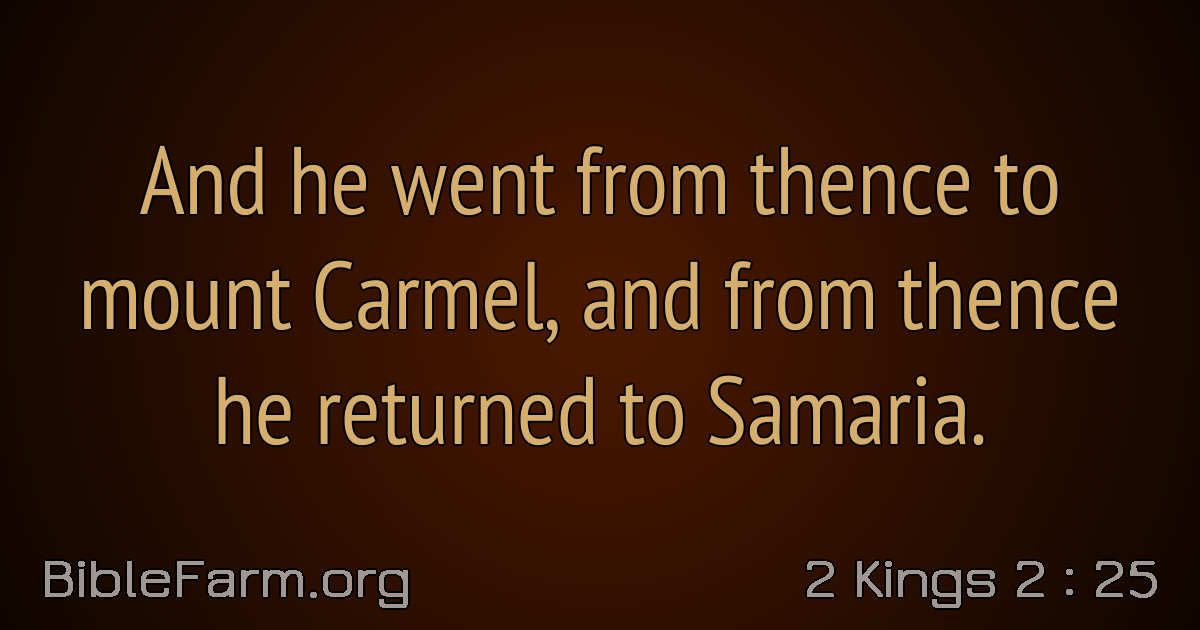 And he went from thence to
mount Carmel, and from thence
he returned to Samaria.
BibleFarm.org
2 Kings 2 : 25